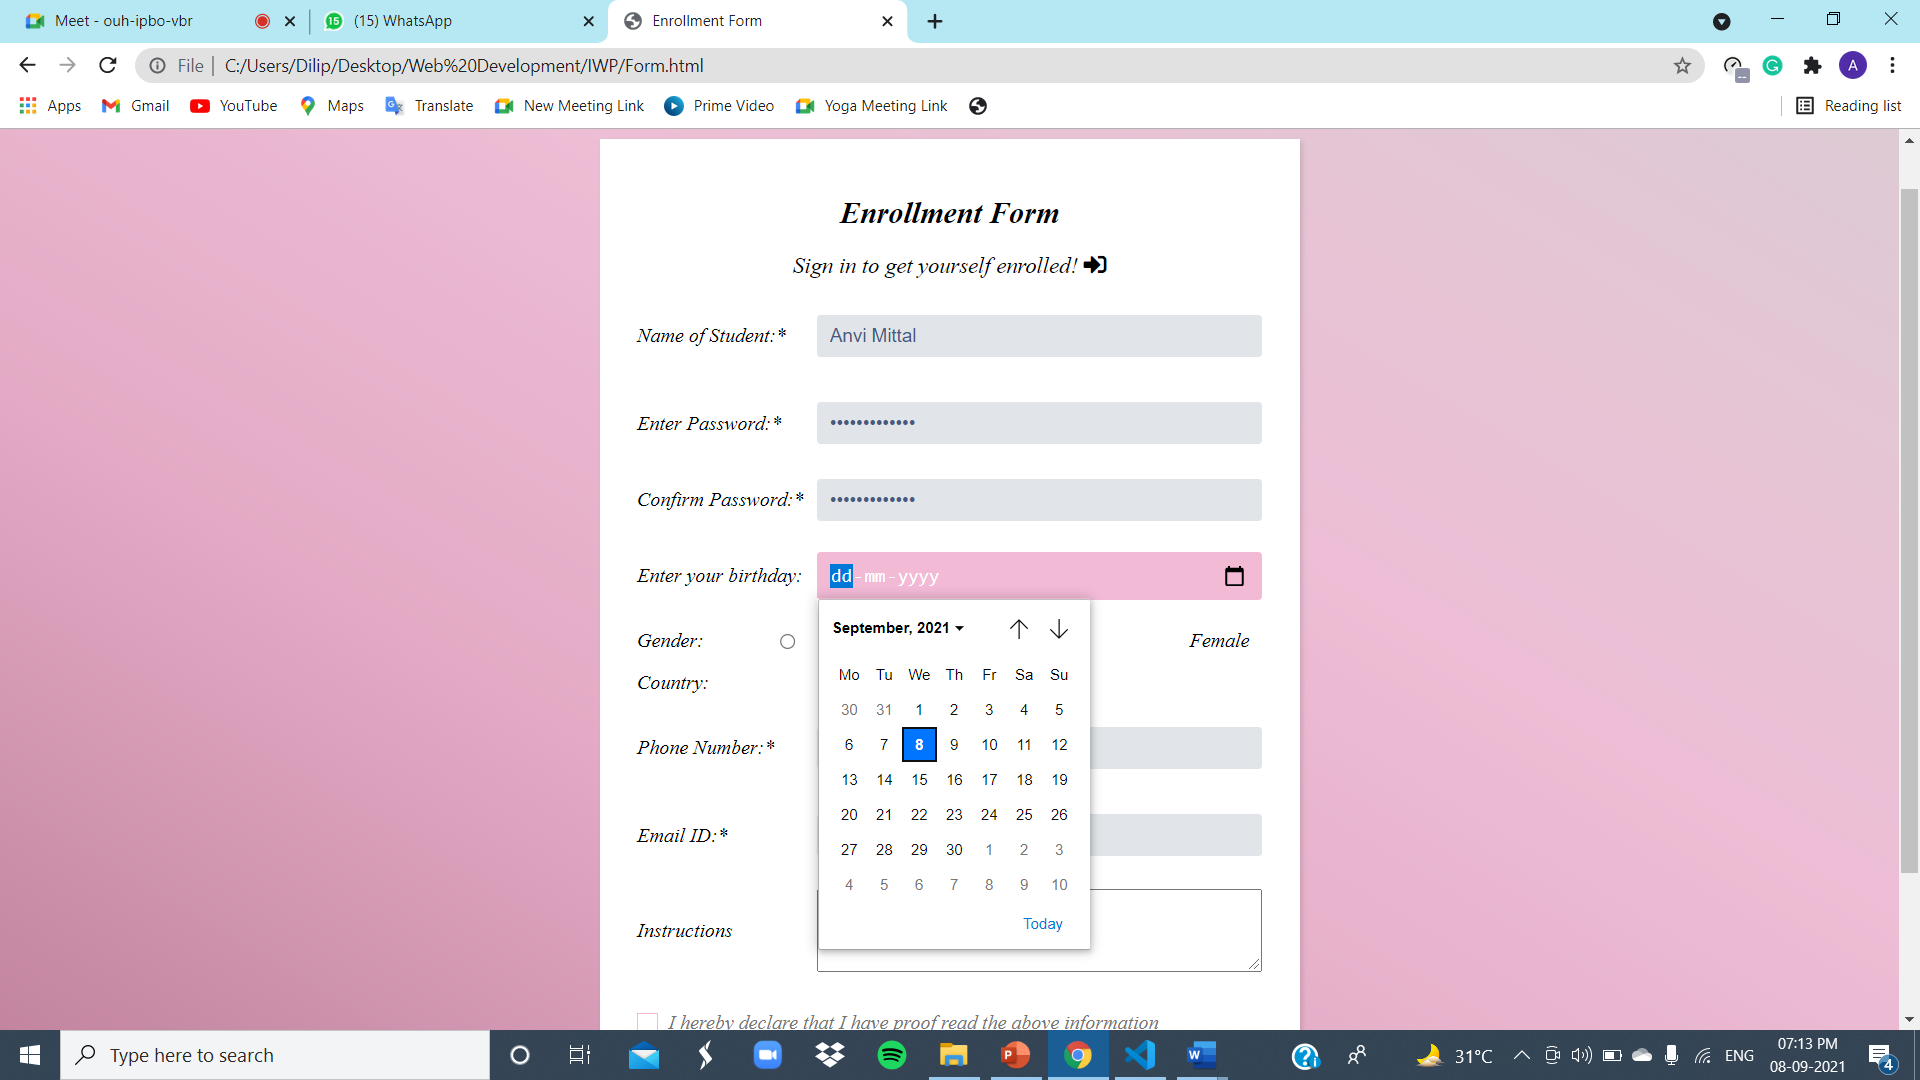 Meet - ouh-ipbo-vbr
15 (15) WhatsApp
Enrollment Form
File | C:/Users/Dilip/Desktop/Web%20Development/IWP/Form.html
A
Apps Gmail YouTube Maps Translate New Meeting Link Prime Video Yoga Meeting Link Reading list
Enrollment Form
Sign in to get yourself enrolled!
Name of Student:* Anvi Mittal
Enter Password:* •••••••••••••
Confirm Password:* •••••••••••••
Enter your birthday: dd-mm-yyyy
September, 2021
Gender: Female
Mo Tu We Th Fr Sa Su
Country:
30 31 1 2 3 4 5
Phone Number:*
6 7 8 9 10 11 12
13 14 15 16 17 18 19
20 21 22 23 24 25 26
Email ID:*
27 28 29 30 1 2 3
4 5 6 7 8 9 10
Today
Instructions
I hereby declare that I have proof read the above information
Type here to search
31°C
ENG
07:13 PM
08-09-2021
4